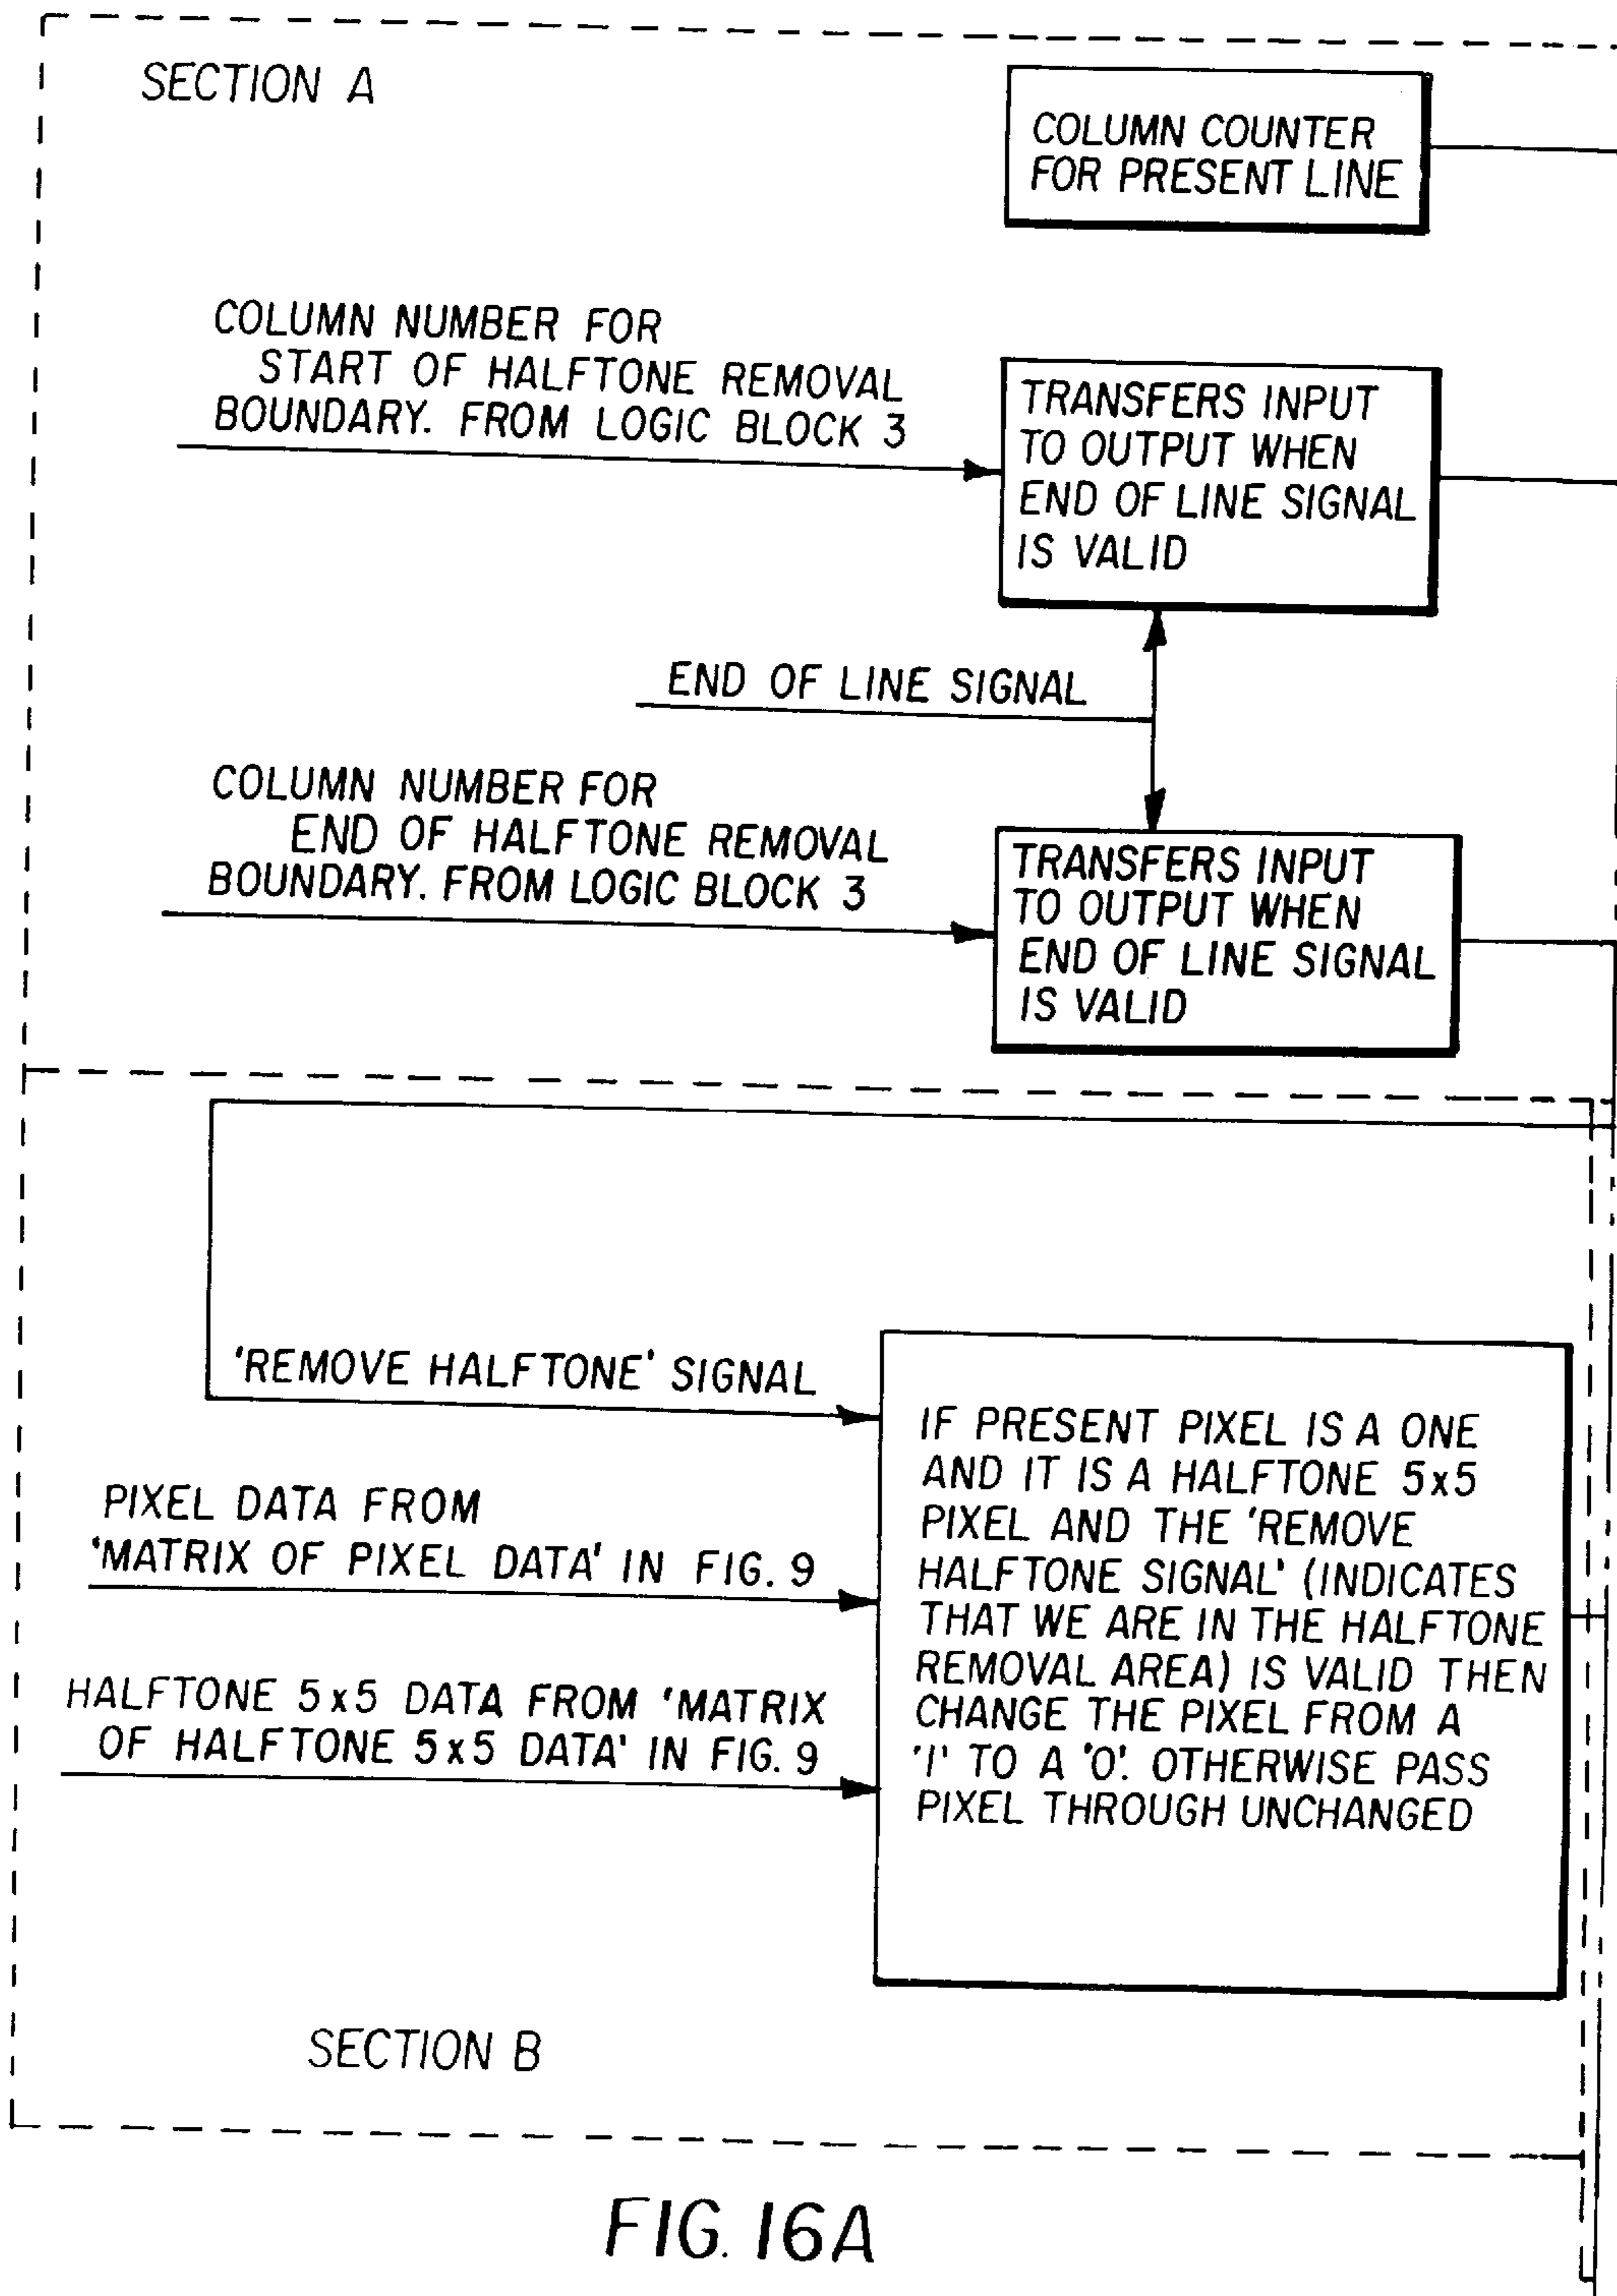 SECTION A
COLUMN COUNTER
FOR PRESENT LINE
COLUMN NUMBER FOR
START OF HALFTONE REMOVAL
BOUNDARY. FROM LOGIC BLOCK 3
TRANSFERS INPUT
TO OUTPUT WHEN
END OF LINE SIGNAL
IS VALID
END OF LINE SIGNAL
COLUMN NUMBER FOR
END OF HALFTONE REMOVAL
BOUNDARY. FROM LOGIC BLOCK 3
TRANSFERS INPUT
TO OUTPUT WHEN
END OF LINE SIGNAL
IS VALID
'REMOVE HALFTONE' SIGNAL
PIXEL DATA FROM
'MATRIX OF PIXEL DATA' IN FIG. 9
HALFTONE 5x5 DATA FROM 'MATRIX
OF HALFTONE 5x5 DATA' IN FIG. 9
IF PRESENT PIXEL IS A ONE
AND IT IS A HALFTONE 5x5
PIXEL AND THE 'REMOVE
HALFTONE SIGNAL' (INDICATES
THAT WE ARE IN THE HALFTONE
REMOVAL AREA) IS VALID THEN
CHANGE THE PIXEL FROM A
'1' TO A '0'. OTHERWISE PASS
PIXEL THROUGH UNCHANGED
SECTION B
FIG. 16A